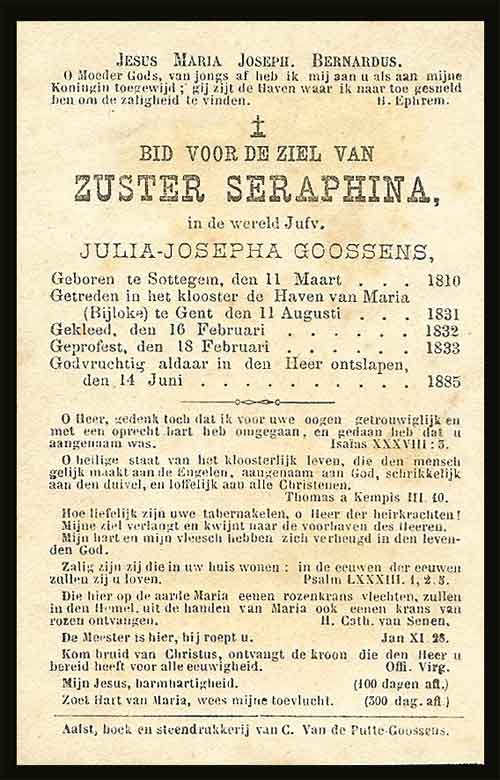 JESUS MARIA JOSEPH. BERNARDUS.
O Moeder Gods, van jongs af heb ik mij aan u als aan mijne
Koningin toegewijd ; gij zijt de Haven waar ik naar toe gesneld
ben om de zaligheid te vinden. H. Ephrem.
BID VOOR DE ZIEL VAN
ZUSTER SERAPHINA,
in de wereld Jufv.
JULIA-JOSEPHA GOOSSENS,
Geboren te Sottegem, den 11 Maart . . . 1810
Getreden in het klooster de Haven van Maria
(Bijloke) te Gent den 11 Augusti . . . 1831
Gekleed, den 16 Februari . . . . . . 1832
Geprofest, den 18 Februari . . . . . . 1833
Godvruchtig aldaar in den Heer ontslapen,
den 14 Juni . . . . . . . . . . 1885
O Heer, gedenk toch dat ik voor uwe oogen getrouwiglijk en
met een oprecht hart heb omgegaan, en gedaan heb dat u
aangenaam was. Isaïas XXXVIII : 3.
O heilige staat van het kloosterlijk leven, die den mensch
gelijk maakt aan de Engelen, aangenaam aan God, schrikkelijk
aan den duivel, en loffelijk aan alle Christenen.
Thomas a Kempis III. 10.
Hoe liefelijk zijn uwe tabernakelen, o Heer der heirkrachten!
Mijne ziel verlangt en kwijnt naar de voorhaven des Heeren.
Mijn hart en mijn vleesch hebben zich verheugd in den leven-
den God.
Zalig zijn zij die in uw huis wonen : in de eeuwen der eeuwen
zullen zij u loven. Psalm LXXXIII. 1, 2. 5.
Die hier op de aarde Maria eenen rozenkrans vlechten, zullen
in den Hemel, uit de handen van Maria ook eenen krans van
rozen ontvangen. H. Cath. van Senen.
De Meester is hier, hij roept u. Jan XI. 28.
Kom bruid van Christus, ontvangt de kroon die den Heer u
bereid heeft voor alle eeuwigheid. Offi. Virg.
Mijn Jesus, barmhartigheid. (100 dagen afl.)
Zoet Hart van Maria, wees mijne toevlucht. (300 dag. afl.)
Aalst, boek en steendrukkerij van C. Van de Putte-Goossens.